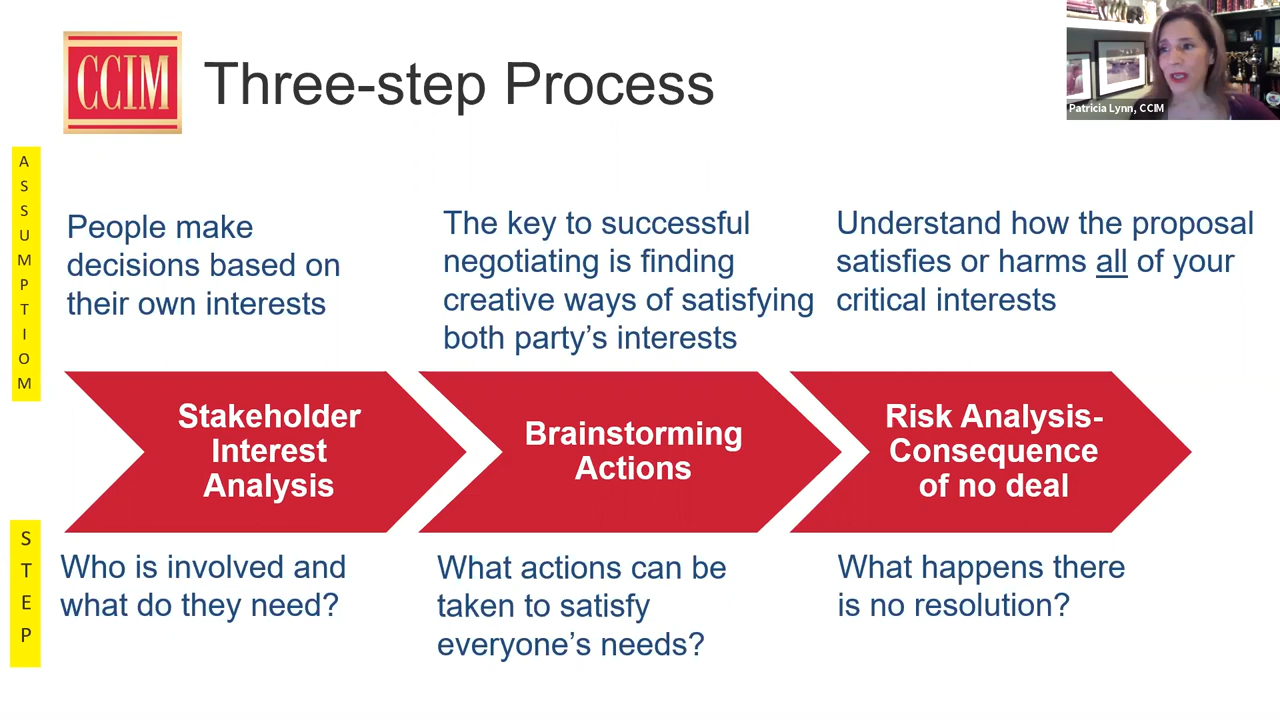 CCIM
Three-step Process
Patricia Lynn, CCIM
ASSUMPTIOM
People make
decisions based on
their own interests
The key to successful
negotiating is finding
creative ways of satisfying
both party's interests
Understand how the proposal
satisfies or harms all of your
critical interests
Stakeholder
Interest
Analysis
Brainstorming
Actions
Risk Analysis-
Consequence
of no deal
STEP
Who is involved and
what do they need?
What actions can be
taken to satisfy
everyone's needs?
What happens there
is no resolution?